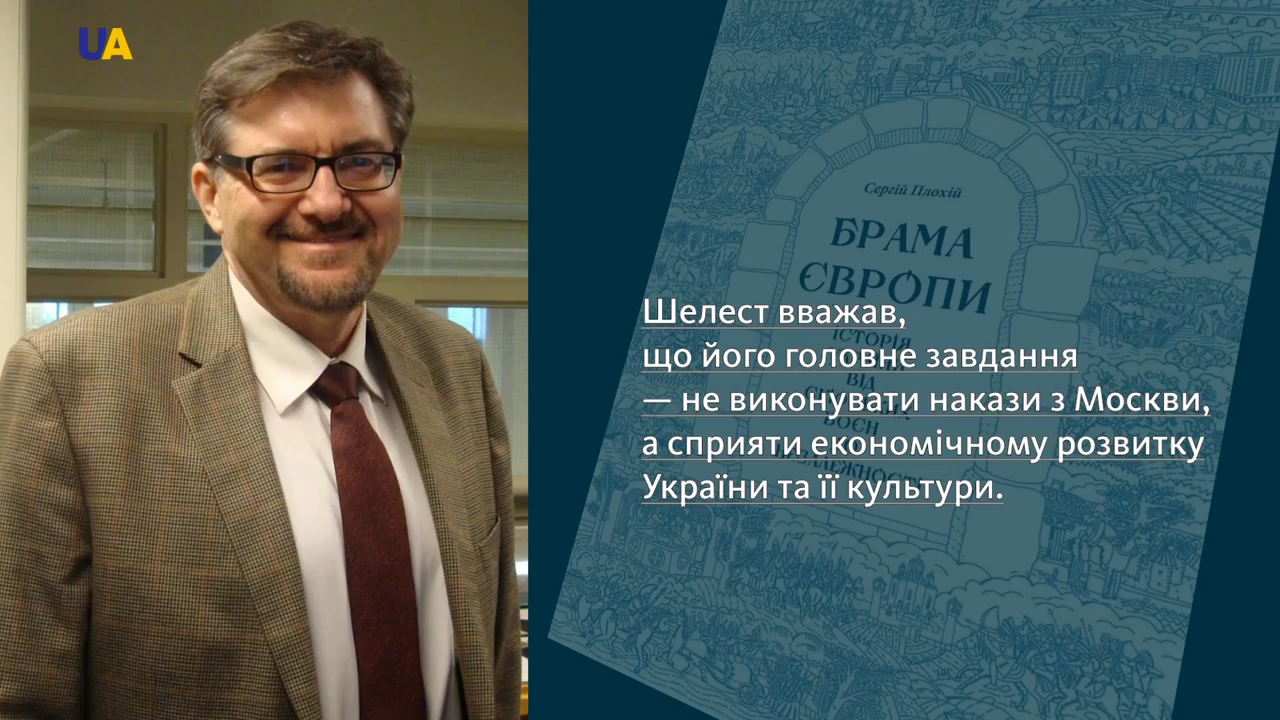 UA
Сергій Плохій
БРАМА
ЄВРОПИ
Шелест вважав,
що його головне завдання
— не виконувати накази з Москви,
а сприяти економічному розвитку
України та її культури.